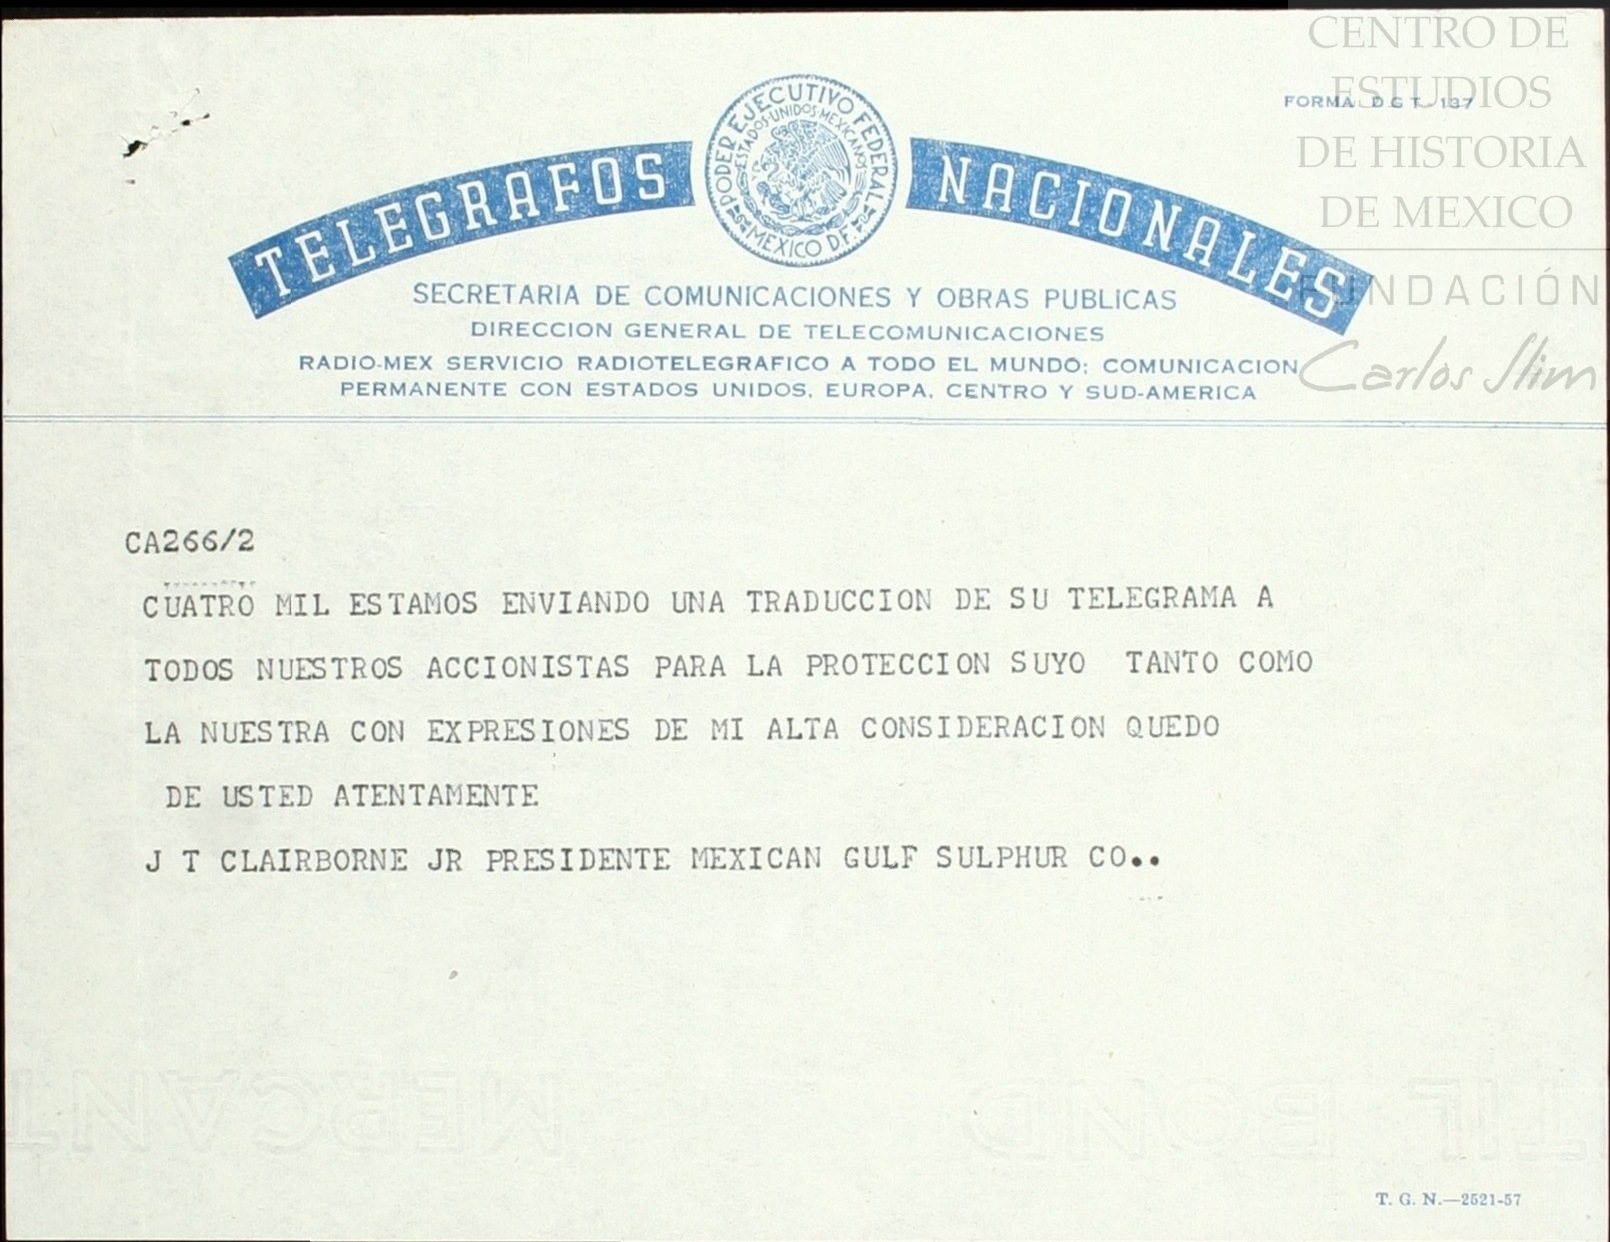 CENTRO DE
ESTUDIOS
DE HISTORIA
DE MEXICO
FUNDACIÓN
Carlos Slim
FORMA D G T - 137
TELEGRAFOS NACIONALES
PODER EJECUTIVO FEDERAL
ESTADOS UNIDOS MEXICANOS
MEXICO D.F.
SECRETARIA DE COMUNICACIONES Y OBRAS PUBLICAS
DIRECCION GENERAL DE TELECOMUNICACIONES
RADIO-MEX SERVICIO RADIOTELEGRAFICO A TODO EL MUNDO; COMUNICACION
PERMANENTE CON ESTADOS UNIDOS, EUROPA, CENTRO Y SUD-AMERICA
CA266/2
CUATRO MIL ESTAMOS ENVIANDO UNA TRADUCCION DE SU TELEGRAMA A
TODOS NUESTROS ACCIONISTAS PARA LA PROTECCION SUYO TANTO COMO
LA NUESTRA CON EXPRESIONES DE MI ALTA CONSIDERACION QUEDO
DE USTED ATENTAMENTE
J T CLAIRBORNE JR PRESIDENTE MEXICAN GULF SULPHUR CO..
MERCANTIL BOND
T. G. N.—2521-57